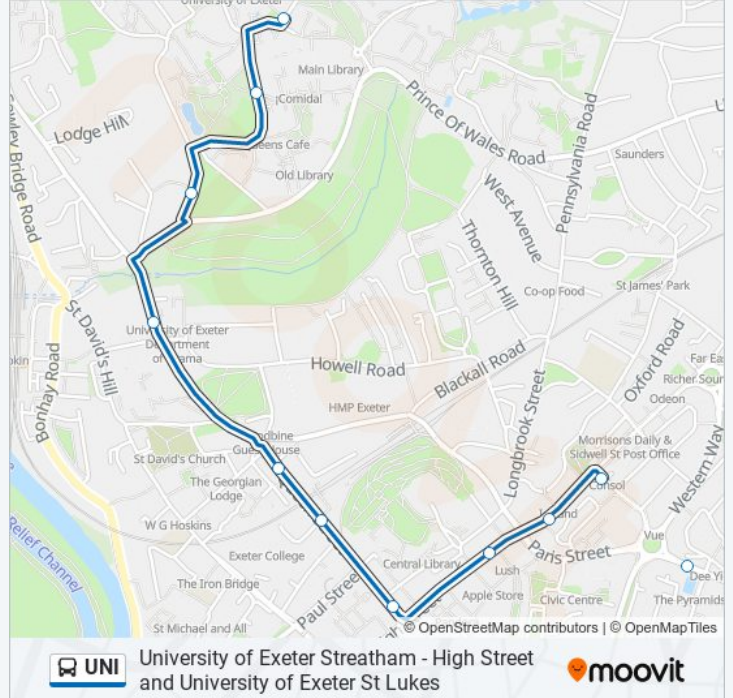 University of Exeter
Main Library
¡Comida!
Prince Of Wales Road
Pennsylvania Road
Lodge Hill
Cowley Bridge Road
Queens Cafe
Old Library
Saunders
West Avenue
Thornton Hill
Co-op Food
St James' Park
St David's Hill
University of Exeter
Department
of Drama
Howell Road
Blackall Road
Oxford Road
Far Ea
Richer Soun
Odeon
Bonhay Road
HMP Exeter
Longbrook Street
Morrisons Daily &
Sidwell St Post Office
Western Way
St David's Church
Guest House
The Georgian
Lodge
W G Hoskins
Relief Channel
Exeter College
The Iron Bridge
Paul Street
Central Library
Lush
Paris Street
Vue
Dee Yi
Apple Store
Civic Centre
The Pyramids
St Michael and All
High Street
© OpenStreetMap contributors | © OpenMapTiles
UNI
University of Exeter Streatham - High Street
and University of Exeter St Lukes
moovit